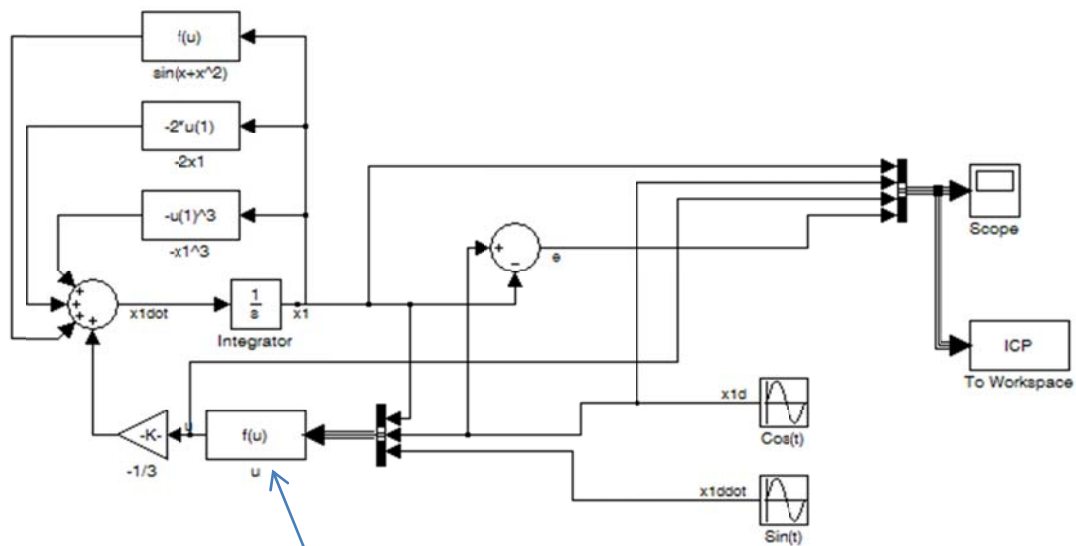 f(u)
sin(x+x^2)
-2*u(1)
-2x1
-u(1)^3
-x1^3
+
+
+
+
x1dot
1
s
Integrator
x1
+
−
e
Scope
ICP
To Workspace
x1d
Cos(t)
x1ddot
Sin(t)
-K-
-1/3
u
f(u)
u